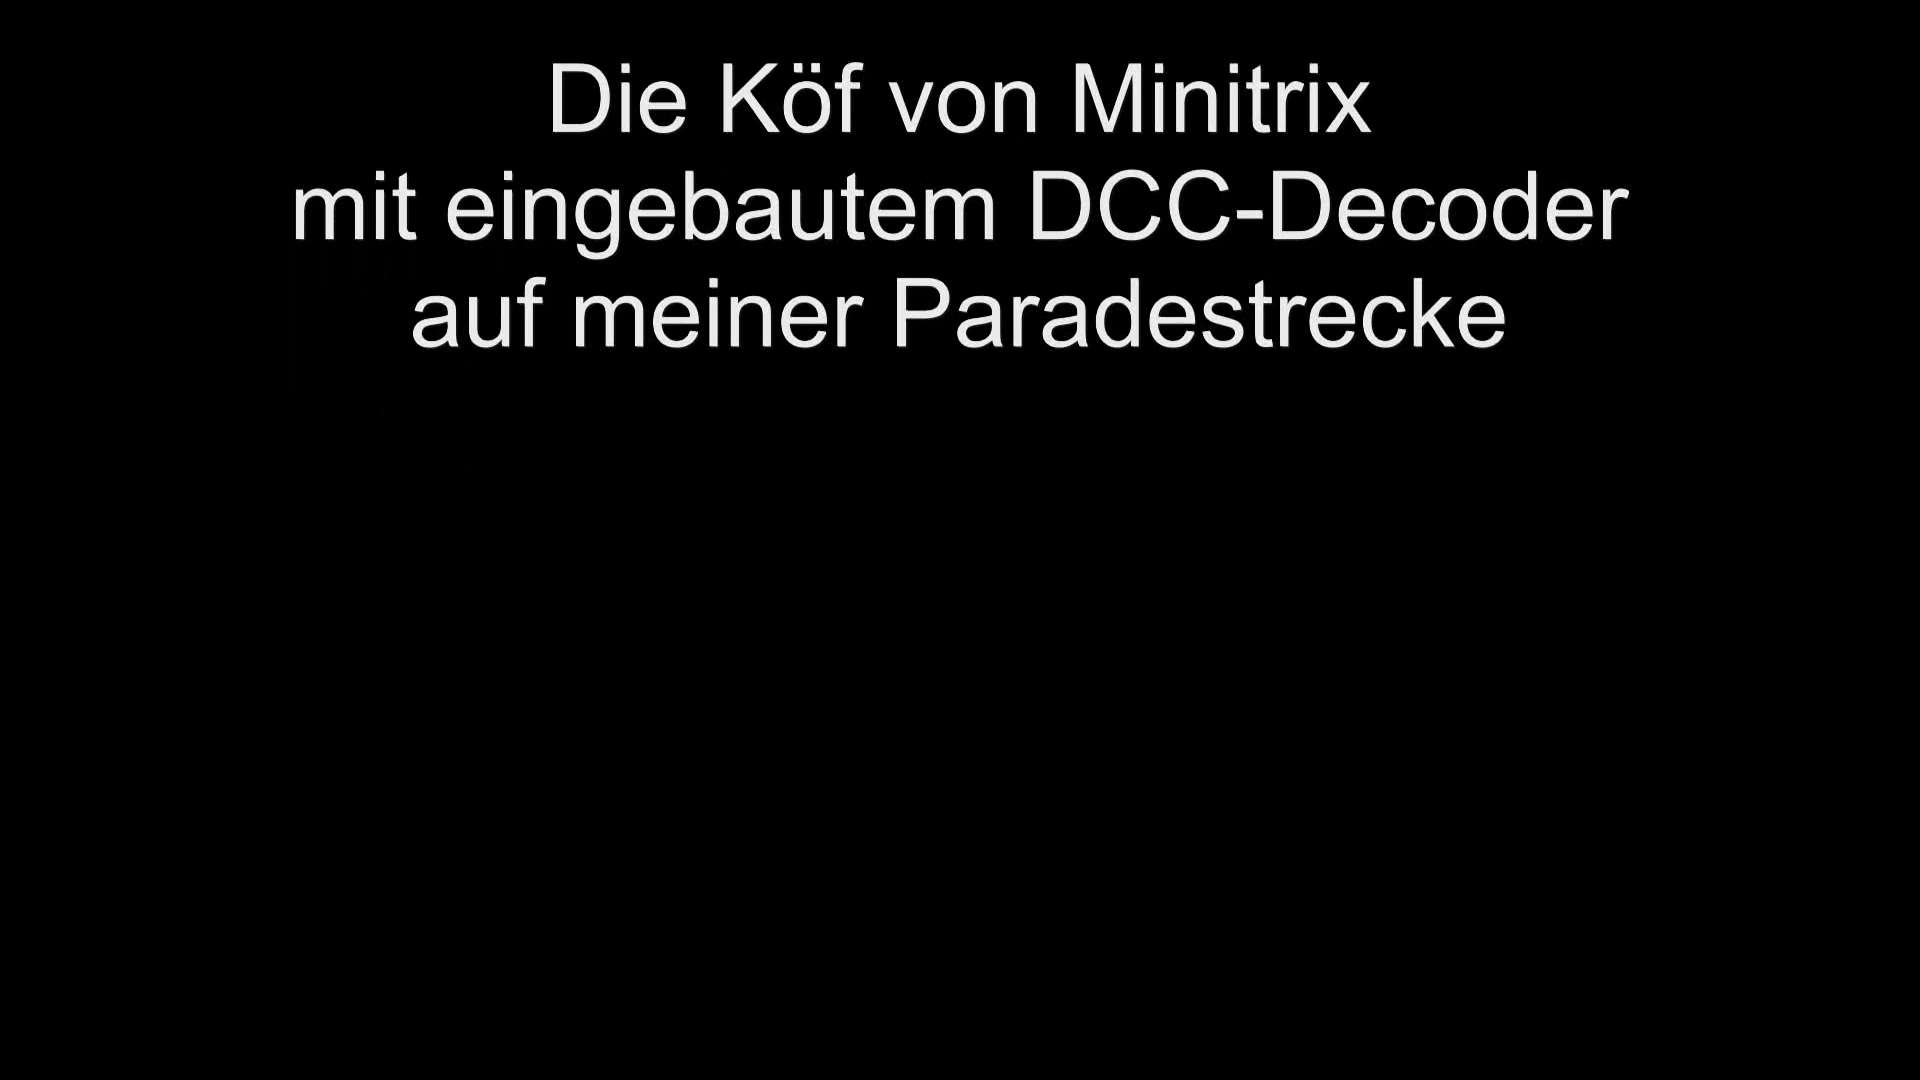 Die Köf von Minitrix
mit eingebautem DCC-Decoder
auf meiner Paradestrecke